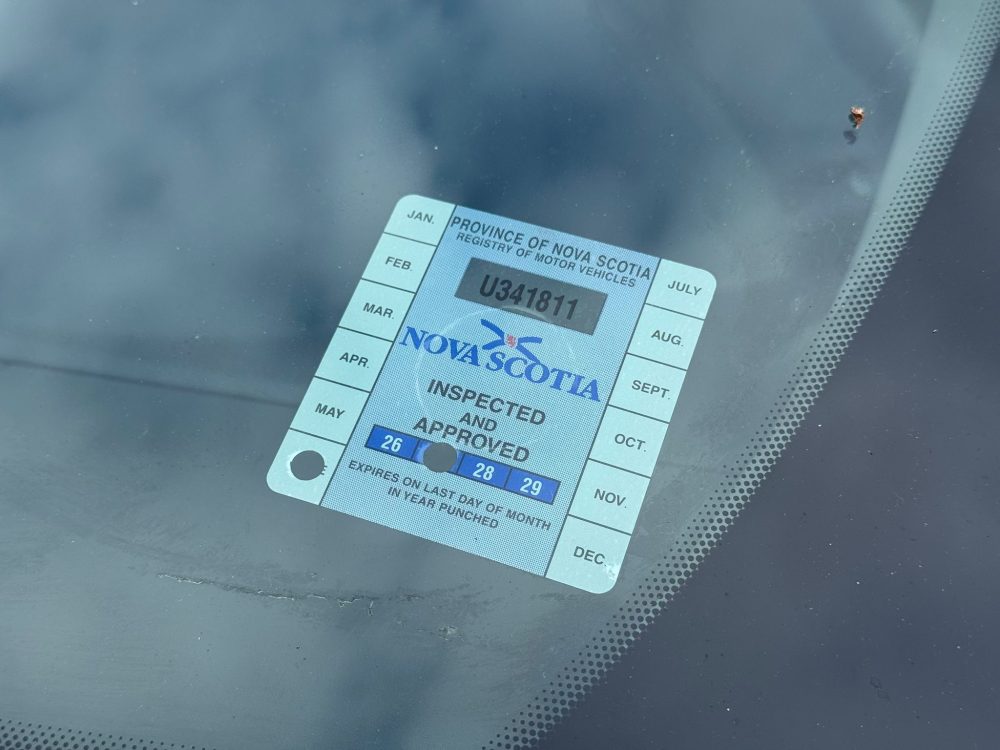 JAN.
FEB.
MAR.
APR.
MAY
PROVINCE OF NOVA SCOTIA
REGISTRY OF MOTOR VEHICLES
U341811
NOVA SCOTIA
INSPECTED
AND
APPROVED
26 28 29
EXPIRES ON LAST DAY OF MONTH
IN YEAR PUNCHED
JULY
AUG.
SEPT.
OCT.
NOV.
DEC.